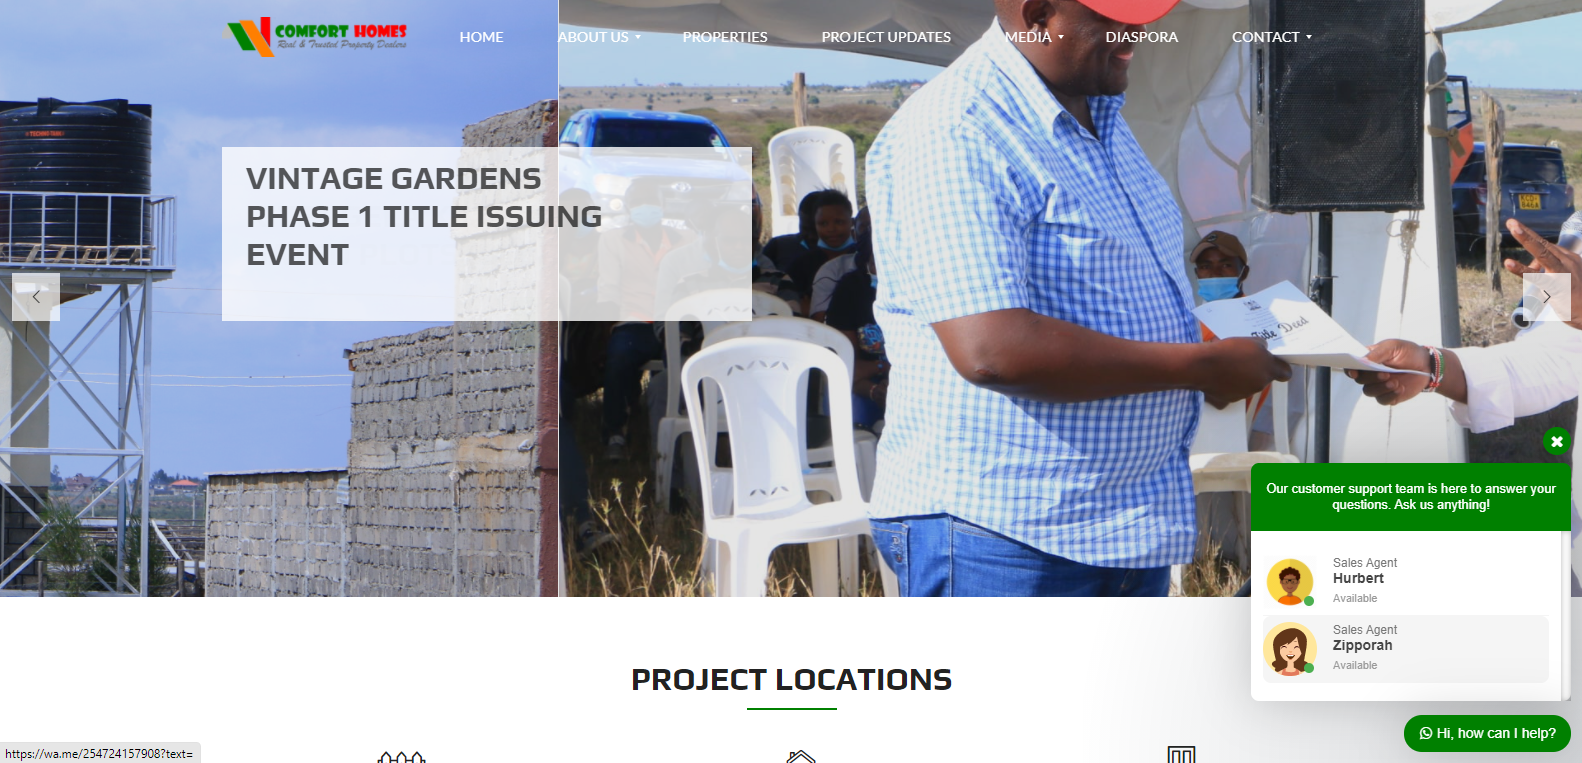 COMFORT HOMES
Real & Trusted Property Dealers
HOME
ABOUT US
PROPERTIES
PROJECT UPDATES
MEDIA
DIASPORA
CONTACT
TECHNO TANK
VINTAGE GARDENS
PHASE 1 TITLE ISSUING
EVENT
Title Deed
Our customer support team is here to answer your
questions. Ask us anything!
Sales Agent
Hurbert
Available
Sales Agent
Zipporah
Available
PROJECT LOCATIONS
Hi, how can I help?
https://wa.me/254724157908?text=